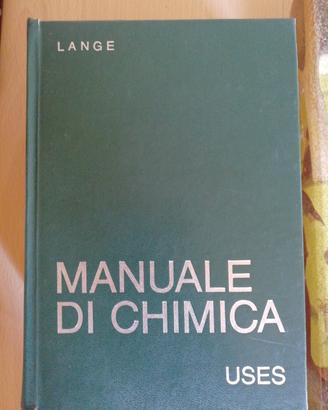 LANGE
MANUALE
DI CHIMICA
USES